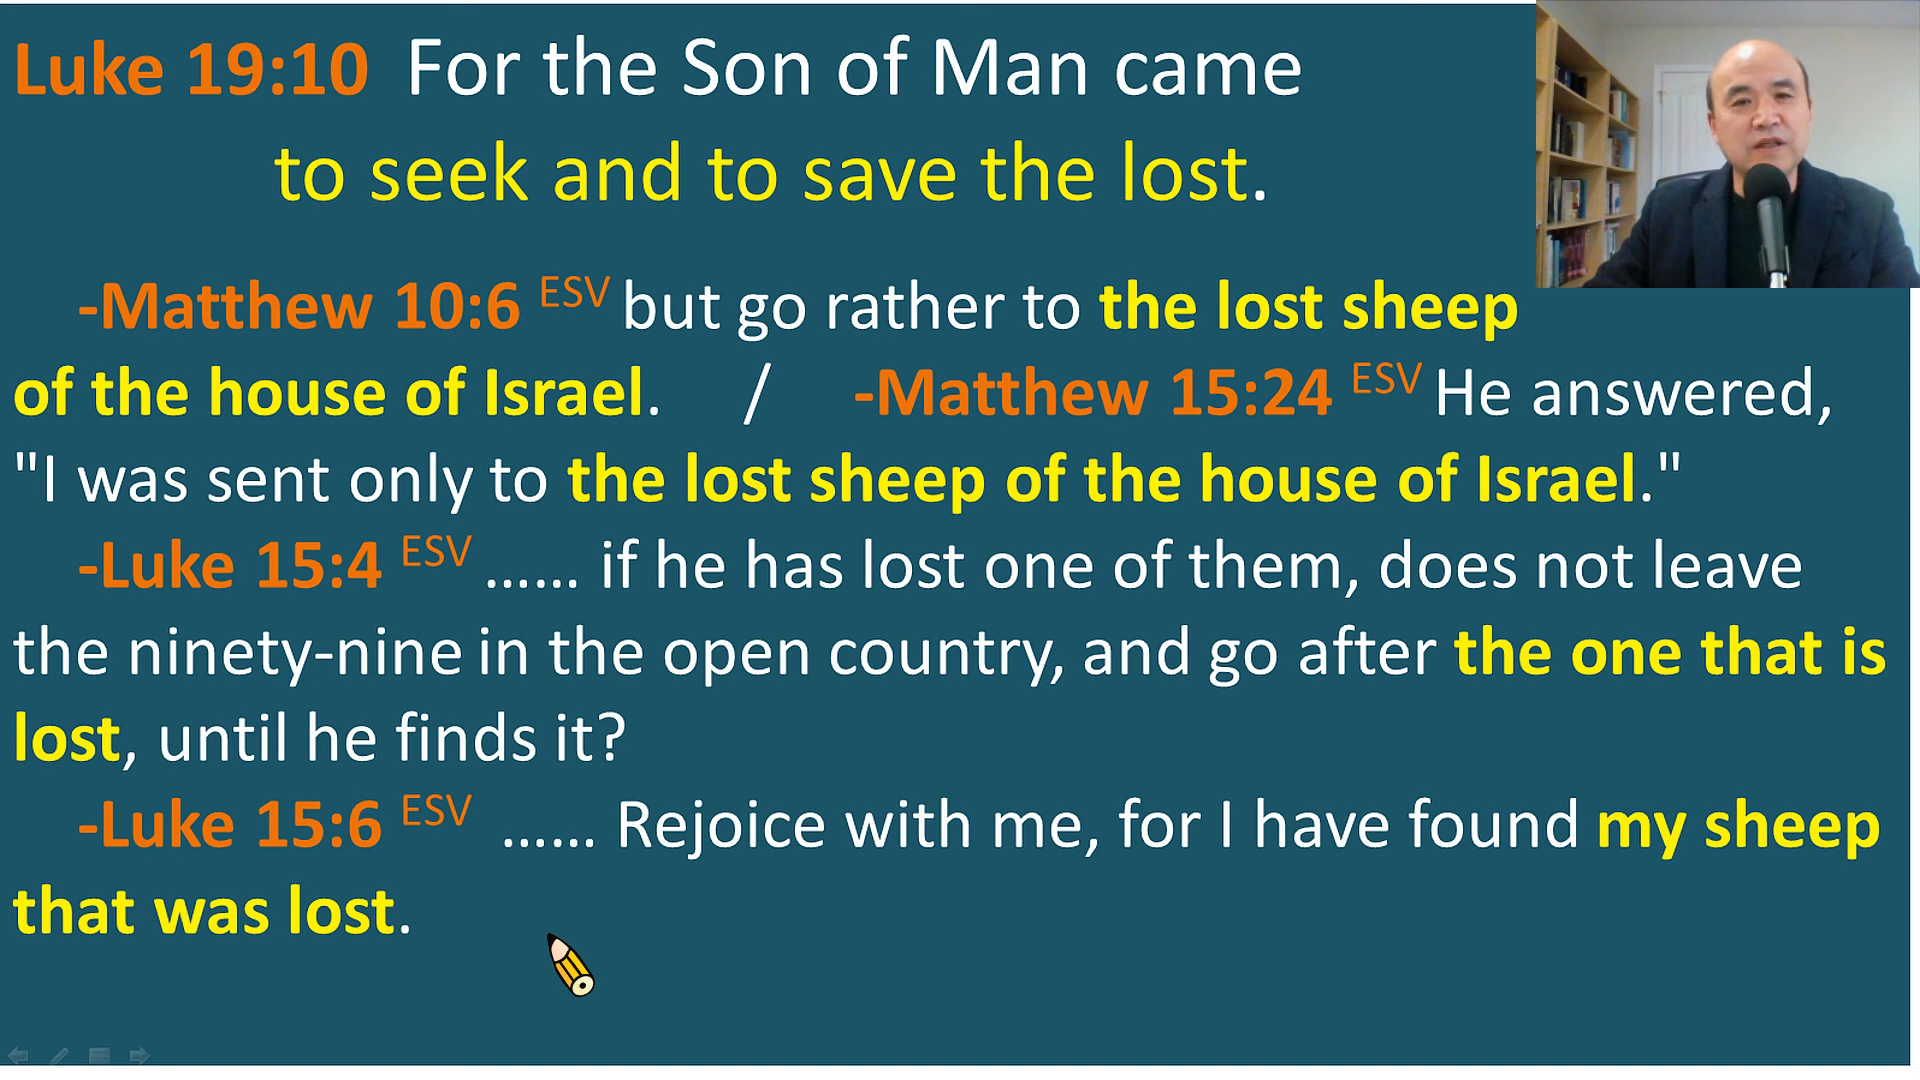 Luke 19:10 For the Son of Man came
to seek and to save the lost.
-Matthew 10:6 ESV but go rather to the lost sheep
of the house of Israel. / -Matthew 15:24 ESV He answered,
"I was sent only to the lost sheep of the house of Israel."
-Luke 15:4 ESV ...... if he has lost one of them, does not leave
the ninety-nine in the open country, and go after the one that is
lost, until he finds it?
-Luke 15:6 ESV ...... Rejoice with me, for I have found my sheep
that was lost.